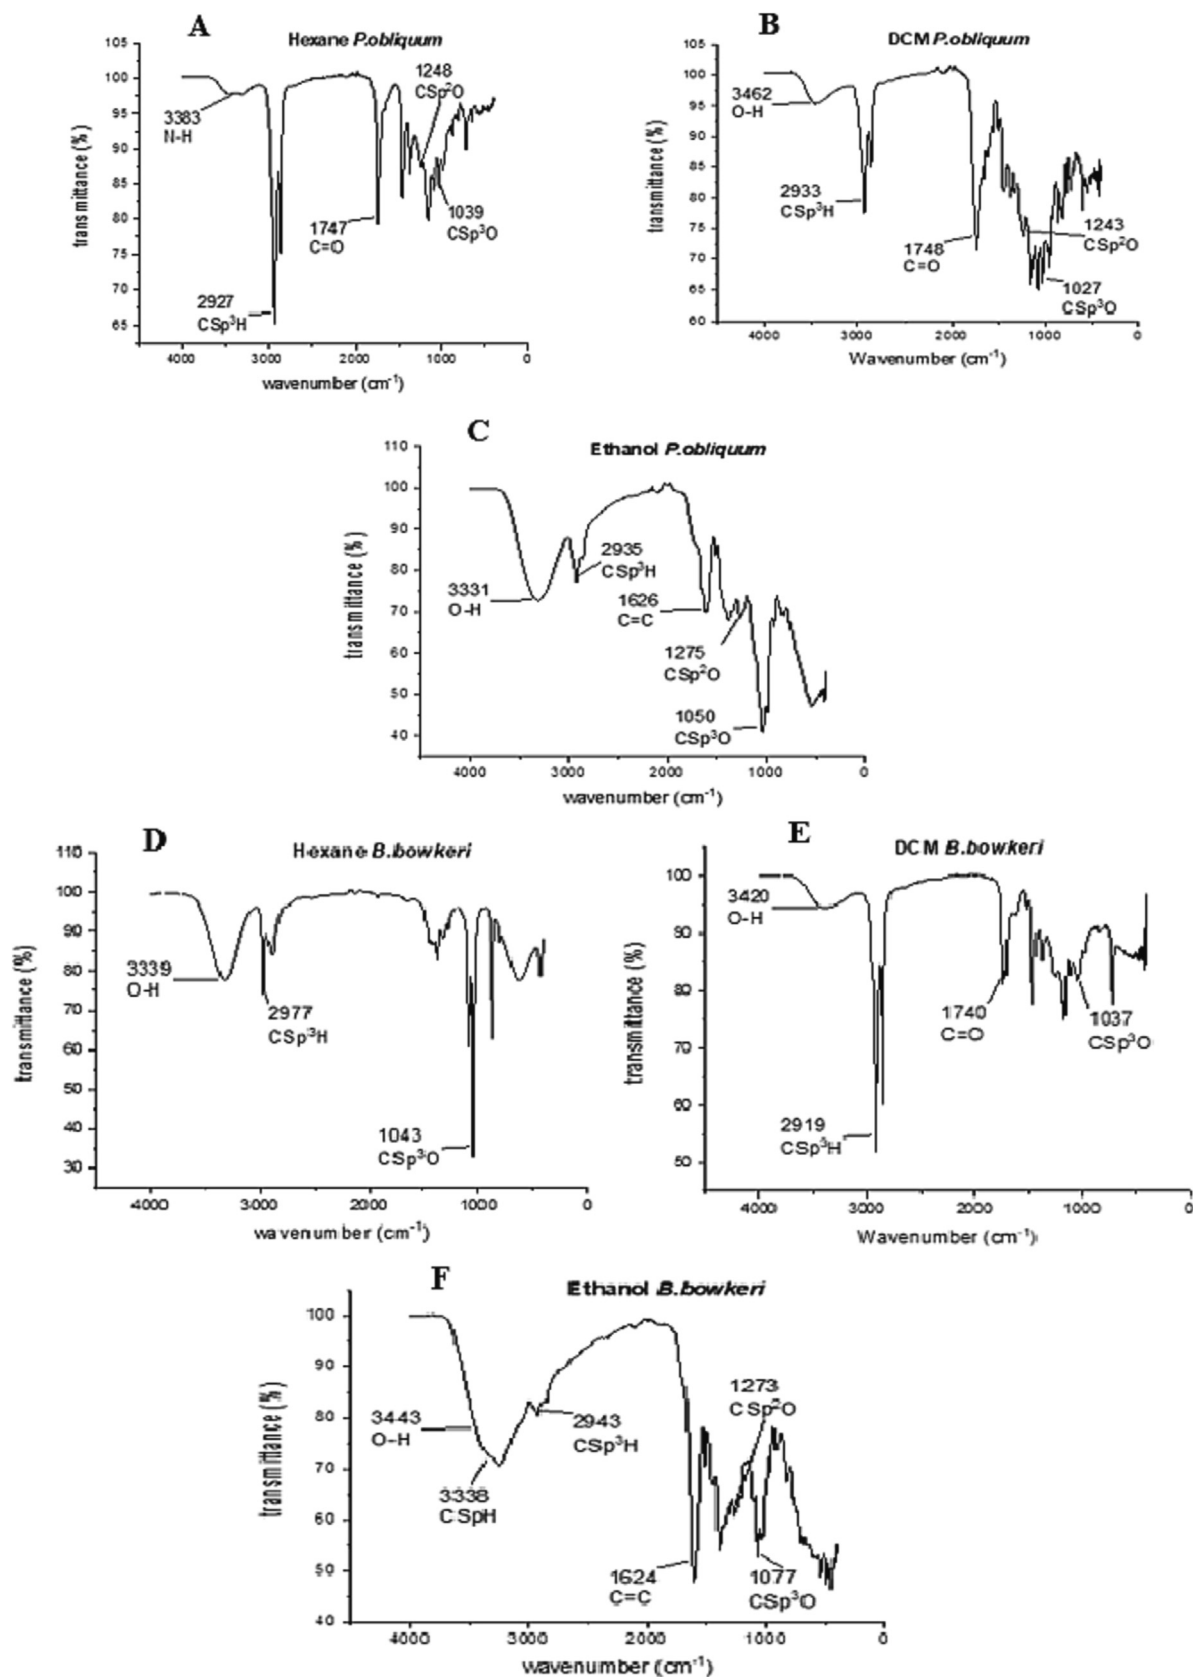 A
Hexane P.obliquum
105
100
95
90
85
80
75
70
65
transmittance (%)
3383
N-H
2927
CSp³H
1747
C=O
1248
CSp²O
1039
CSp³O
4000 3000 2000 1000 0
wavenumber (cm⁻¹)
B
DCM P.obliquum
105
100
95
90
85
80
75
70
65
60
transmittance (%)
3462
O-H
2933
CSp³H
1748
C=O
1243
CSp²O
1027
CSp³O
4000 3000 2000 1000 0
Wavenumber (cm⁻¹)
C
Ethanol P.obliquum
110
100
90
80
70
60
50
40
transmittance (%)
3331
O-H
2935
CSp³H
1626
C=C
1275
CSp²O
1050
CSp³O
4000 3000 2000 1000 0
wavenumber (cm⁻¹)
D
Hexane B.bowkeri
110
100
90
80
70
60
50
40
30
transmittance (%)
3339
O-H
2977
CSp³H
1043
CSp³O
4000 3000 2000 1000 0
wavenumber (cm⁻¹)
E
DCM B.bowkeri
100
90
80
70
60
50
transmittance (%)
3420
O-H
2919
CSp³H
1740
C=O
1037
CSp³O
4000 3000 2000 1000 0
Wavenumber (cm⁻¹)
F
Ethanol B.bowkeri
100
90
80
70
60
50
40
transmittance (%)
3443
O-H
3338
CSpH
2943
CSp³H
1624
C=C
1273
CSp²O
1077
CSp³O
4000 3000 2000 1000 0
wavenumber (cm⁻¹)